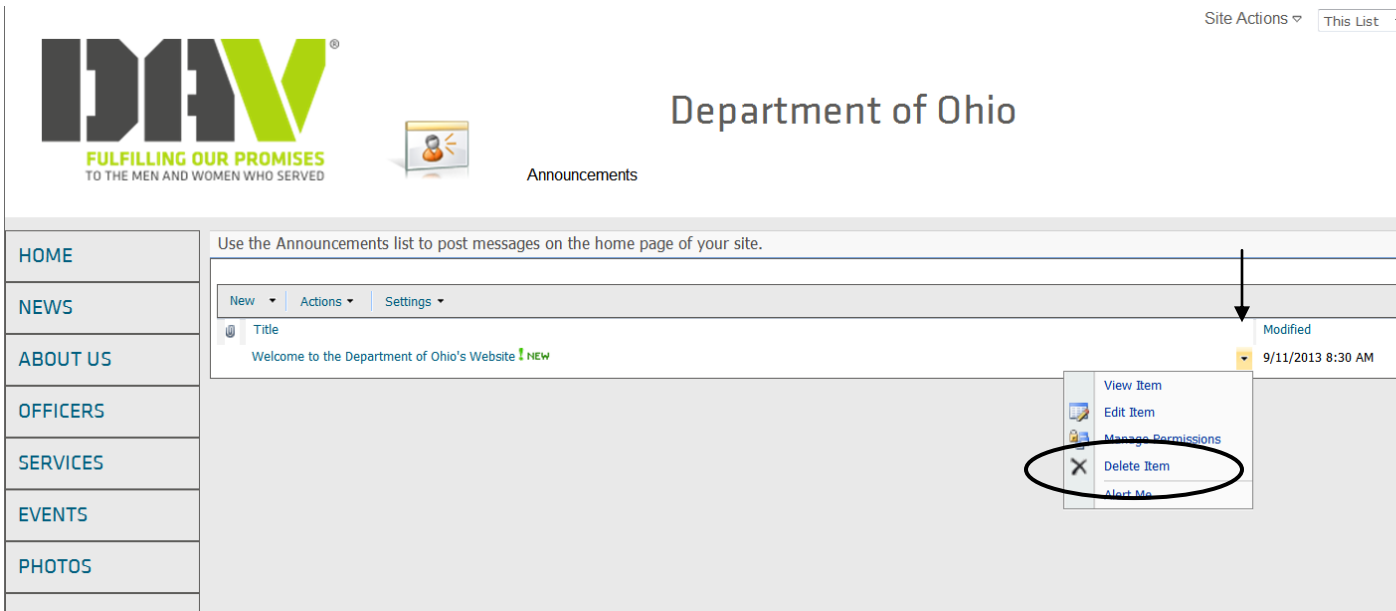 Site Actions
This List
DAV®
FULFILLING OUR PROMISES
TO THE MEN AND WOMEN WHO SERVED
Department of Ohio
Announcements
HOME
NEWS
ABOUT US
OFFICERS
SERVICES
EVENTS
PHOTOS
Use the Announcements list to post messages on the home page of your site.
New Actions Settings
Title Modified
Welcome to the Department of Ohio's Website ! NEW 9/11/2013 8:30 AM
View Item
Edit Item
Manage Permissions
Delete Item
Alert Me